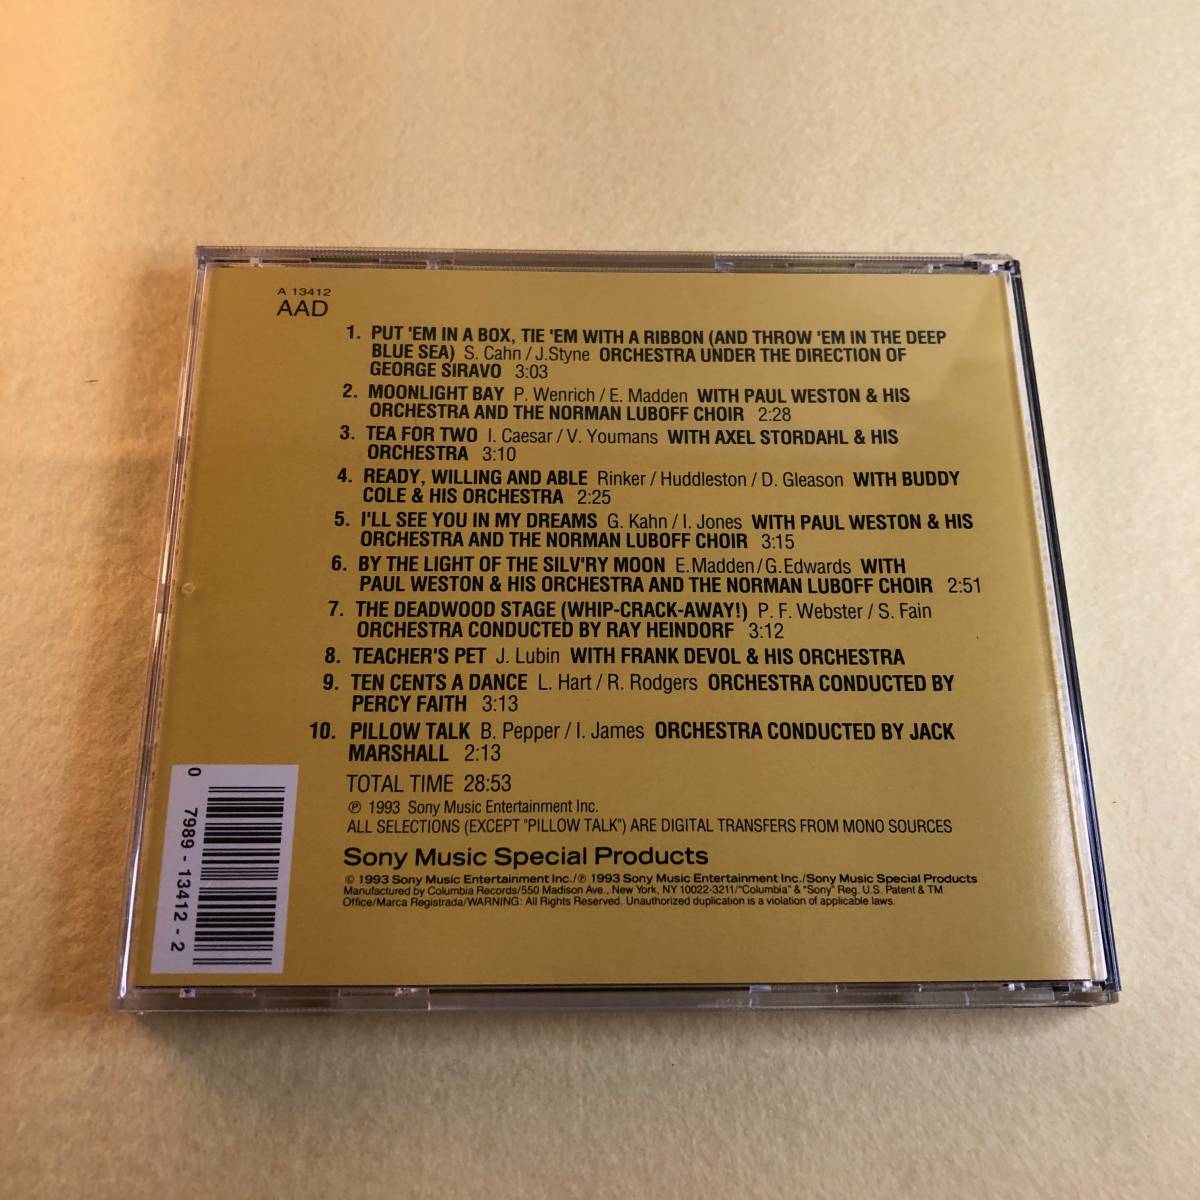 A 13412
AAD
1. PUT 'EM IN A BOX, TIE 'EM WITH A RIBBON (AND THROW 'EM IN THE DEEP
BLUE SEA) S. Cahn / J.Styne ORCHESTRA UNDER THE DIRECTION OF
GEORGE SIRAVO 3:03
2. MOONLIGHT BAY P. Wenrich / E. Madden WITH PAUL WESTON & HIS
ORCHESTRA AND THE NORMAN LUBOFF CHOIR 2:28
3. TEA FOR TWO I. Caesar / V. Youmans WITH AXEL STORDAHL & HIS
ORCHESTRA 3:10
4. READY, WILLING AND ABLE Rinker / Huddleston / D. Gleason WITH BUDDY
COLE & HIS ORCHESTRA 2:25
5. I'LL SEE YOU IN MY DREAMS G. Kahn / I. Jones WITH PAUL WESTON & HIS
ORCHESTRA AND THE NORMAN LUBOFF CHOIR 3:15
6. BY THE LIGHT OF THE SILV'RY MOON E. Madden/G. Edwards WITH
PAUL WESTON & HIS ORCHESTRA AND THE NORMAN LUBOFF CHOIR 2:51
7. THE DEADWOOD STAGE (WHIP-CRACK-AWAY!) P. F. Webster / S. Fain
ORCHESTRA CONDUCTED BY RAY HEINDORF 3:12
8. TEACHER'S PET J. Lubin WITH FRANK DEVOL & HIS ORCHESTRA
9. TEN CENTS A DANCE L. Hart / R. Rodgers ORCHESTRA CONDUCTED BY
PERCY FAITH 3:13
10. PILLOW TALK B. Pepper / I. James ORCHESTRA CONDUCTED BY JACK
MARSHALL 2:13
TOTAL TIME 28:53
℗ 1993 Sony Music Entertainment Inc.
ALL SELECTIONS (EXCEPT "PILLOW TALK") ARE DIGITAL TRANSFERS FROM MONO SOURCES
Sony Music Special Products
© 1993 Sony Music Entertainment Inc./℗ 1993 Sony Music Entertainment Inc./Sony Music Special Products
Manufactured by Columbia Records/550 Madison Ave., New York, NY 10022-3211/"Columbia" & "Sony" Reg. U.S. Patent & TM
Office/Marca Registrada/WARNING: All Rights Reserved. Unauthorized duplication is a violation of applicable laws.
0 7989-13412-2